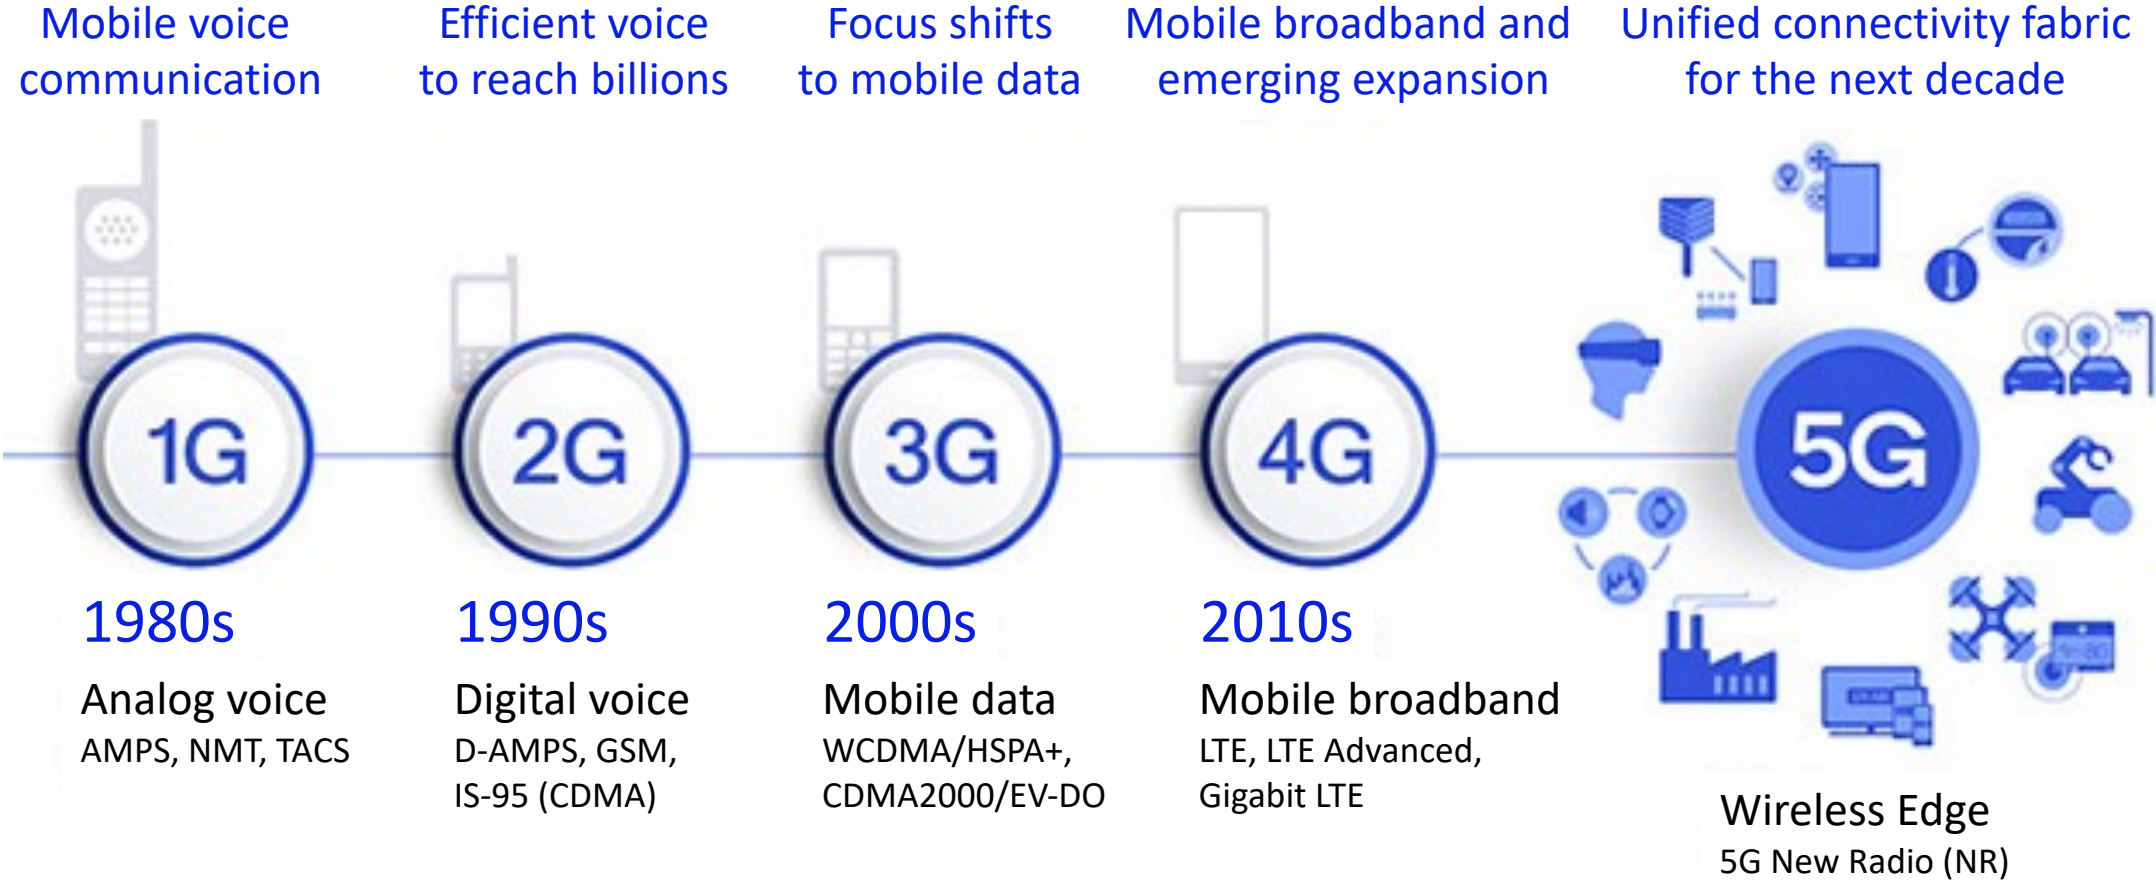 Mobile voice
communication
Efficient voice
to reach billions
Focus shifts
to mobile data
Mobile broadband and
emerging expansion
Unified connectivity fabric
for the next decade
1G
2G
3G
4G
5G
1980s
Analog voice
AMPS, NMT, TACS
1990s
Digital voice
D-AMPS, GSM,
IS-95 (CDMA)
2000s
Mobile data
WCDMA/HSPA+,
CDMA2000/EV-DO
2010s
Mobile broadband
LTE, LTE Advanced,
Gigabit LTE
Wireless Edge
5G New Radio (NR)